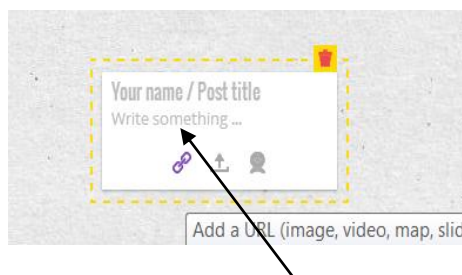 Your name / Post title
Write something ...
Add a URL (image, video, map, slid